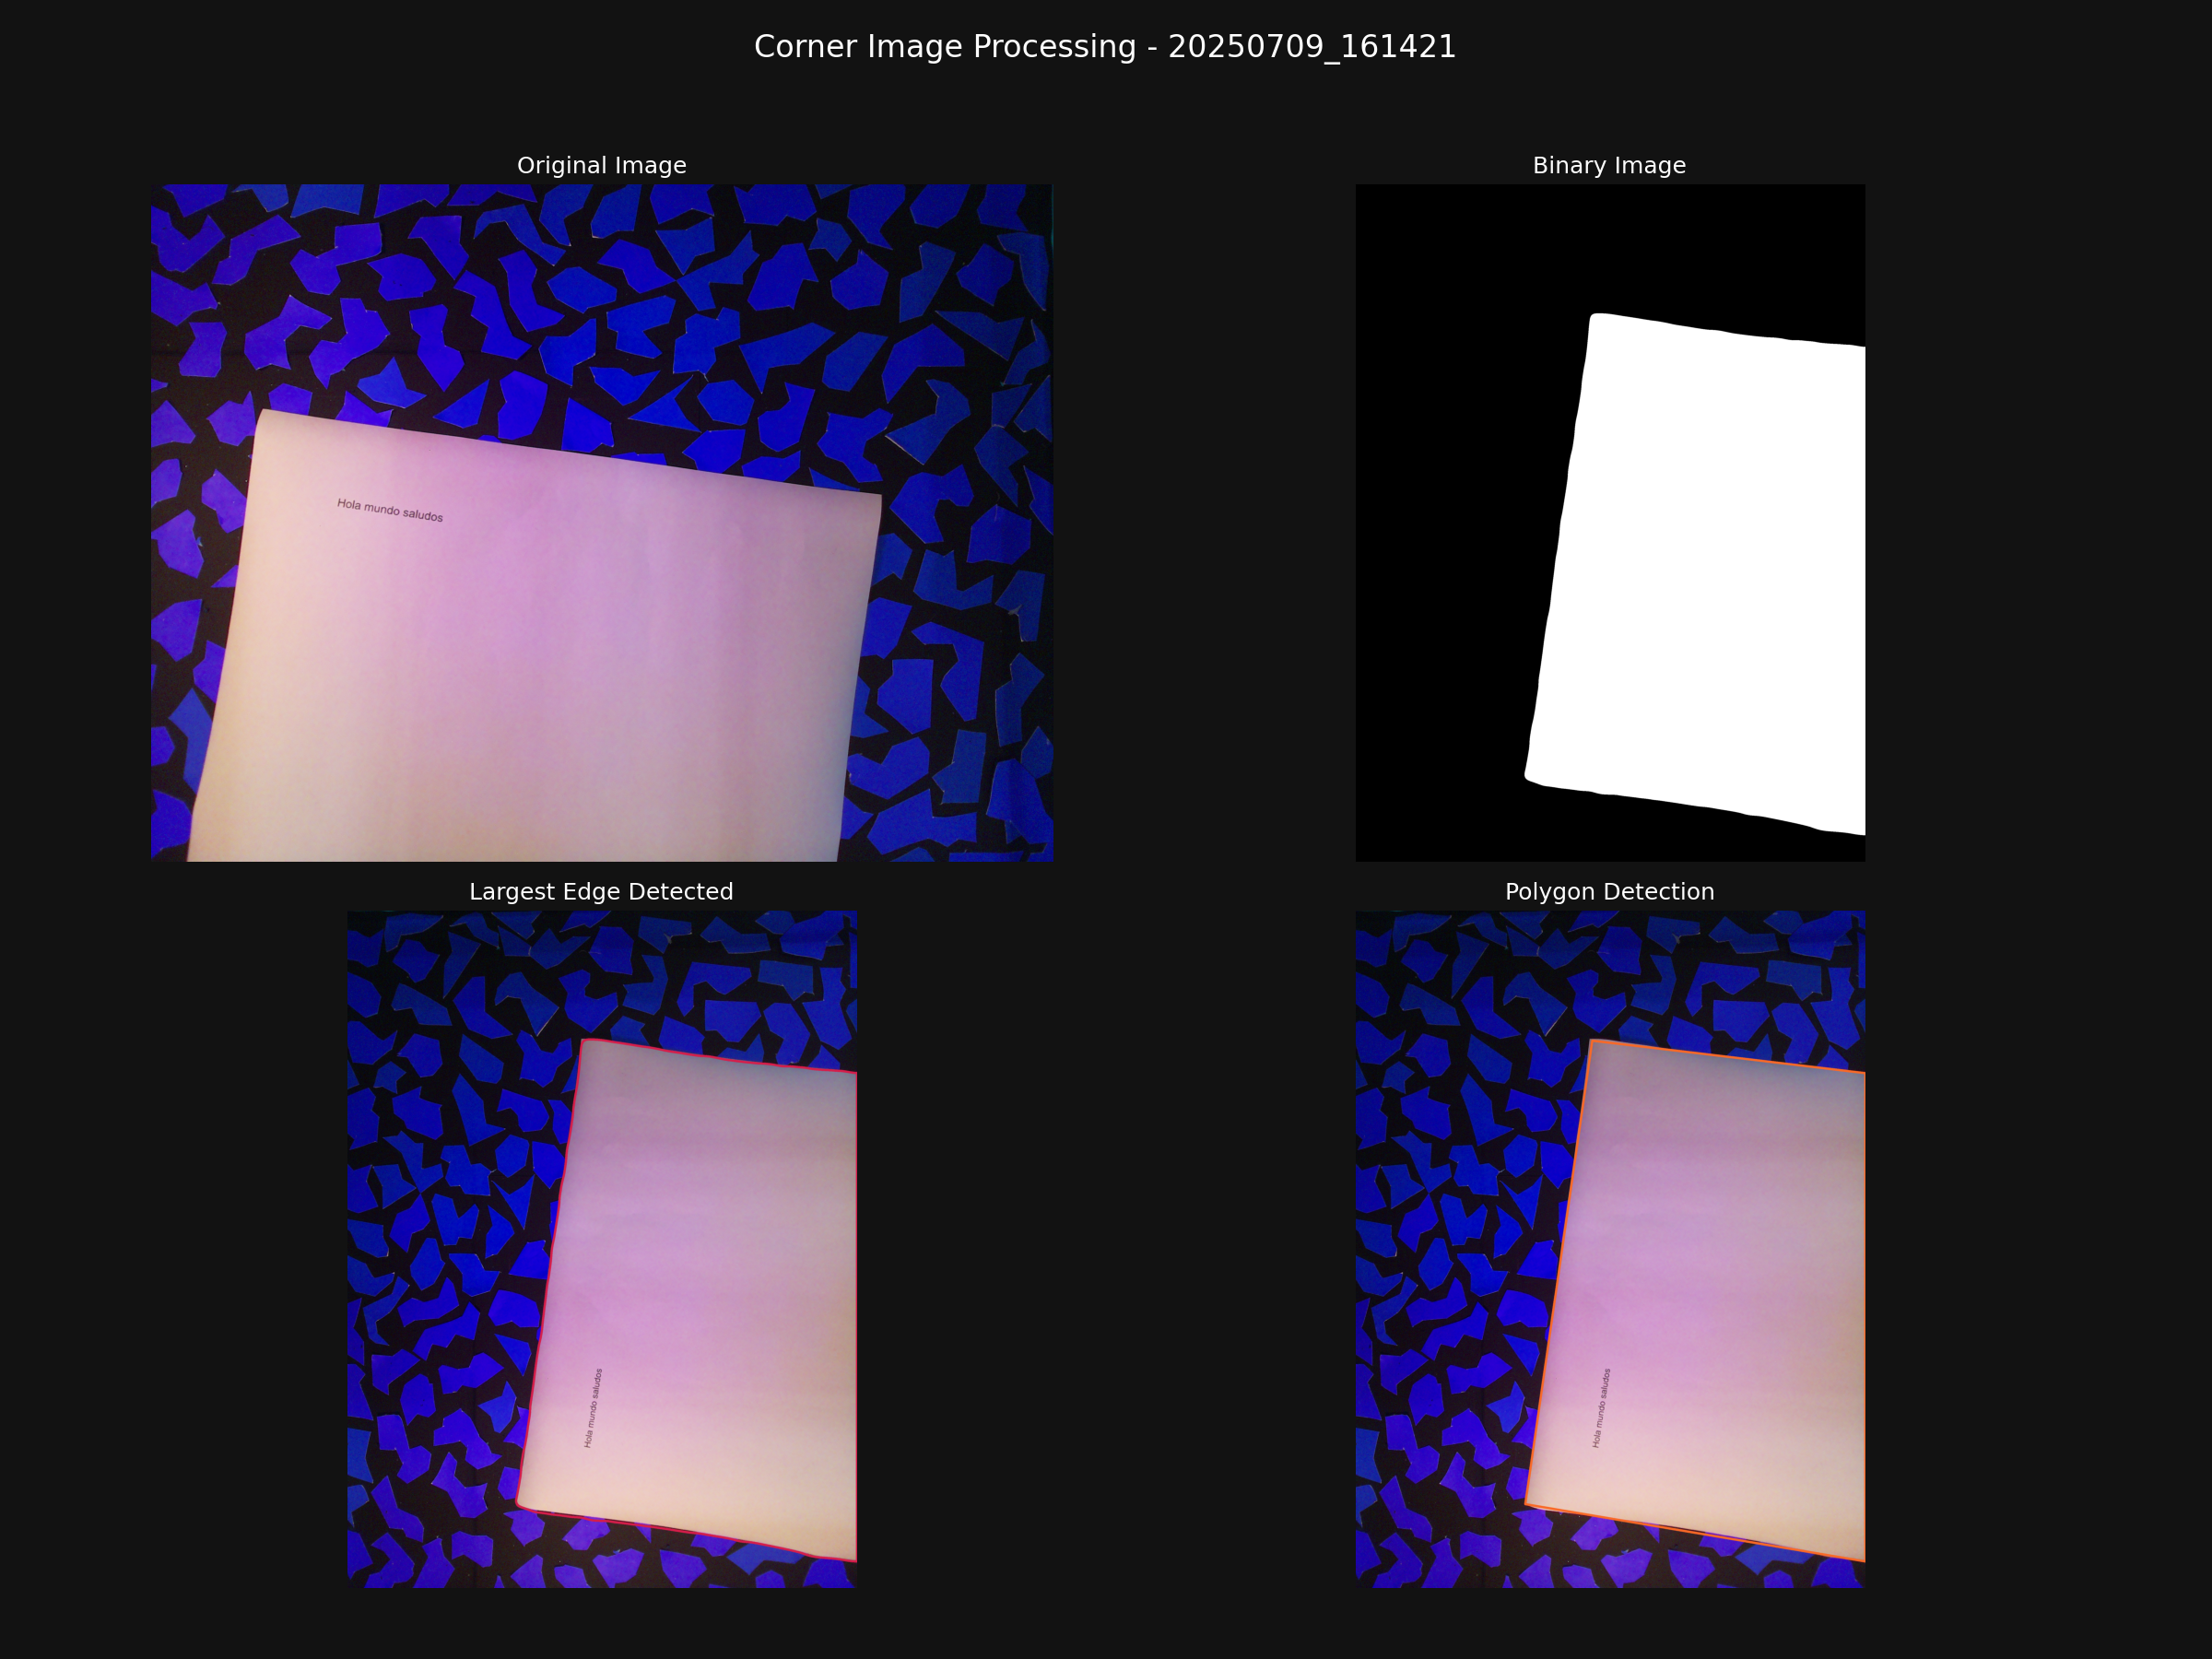 Corner Image Processing - 20250709_161421
Original Image
Binary Image
Hola mundo saludos
Largest Edge Detected
Polygon Detection
Hola mundo saludos
Hola mundo saludos